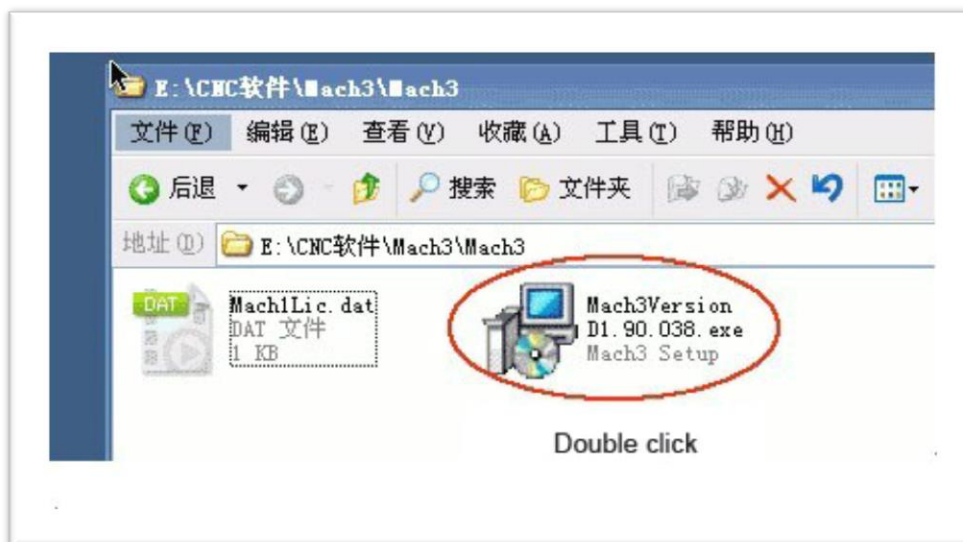 E:\CNC软件\Mach3\Mach3
文件(F) 编辑(E) 查看(V) 收藏(A) 工具(T) 帮助(H)
后退 搜索 文件夹
地址(D) E:\CNC软件\Mach3\Mach3
DAT
Mach1Lic.dat
DAT 文件
1 KB
Mach3Version
D1.90.038.exe
Mach3 Setup
Double click